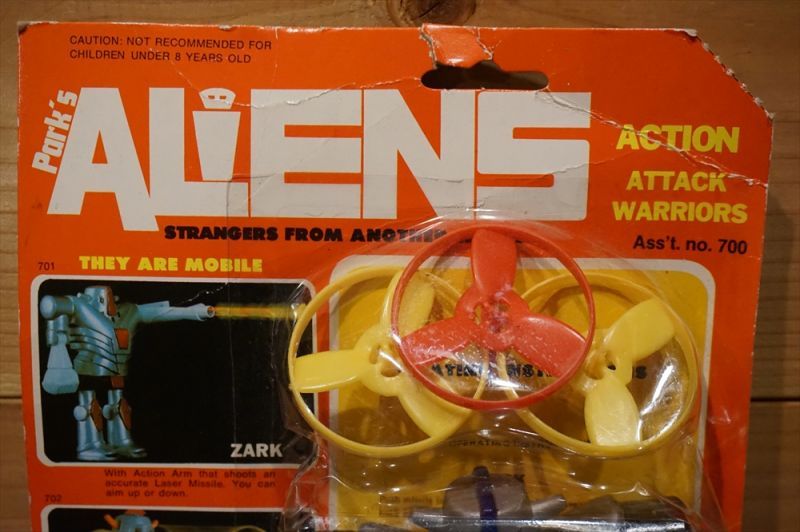 CAUTION: NOT RECOMMENDED FOR
CHILDREN UNDER 8 YEARS OLD
Park's
ALIENS
STRANGERS FROM ANOTHER
ACTION
ATTACK
WARRIORS
Ass't. no. 700
701
THEY ARE MOBILE
ZARK
With Action Arm that shoots an
accurate Laser Missile. You can
aim up or down.
702
OPERATING